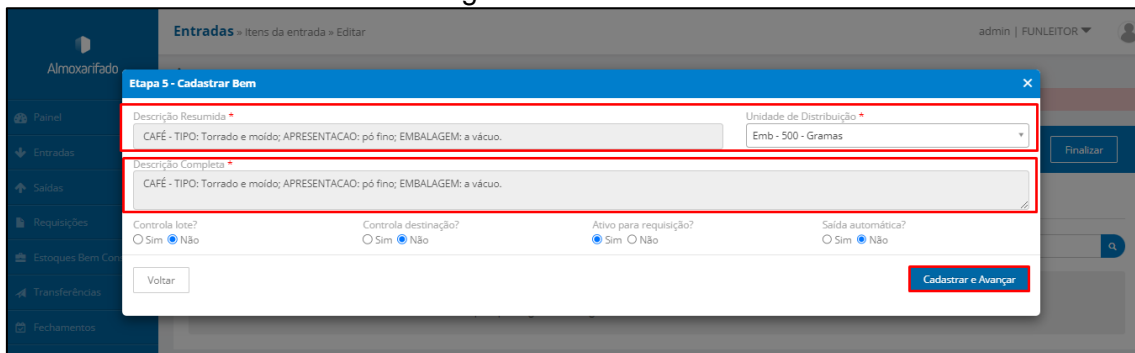 Entradas » Itens da entrada » Editar
admin | FUNLEITOR
Almoxarifado
Etapa 5 - Cadastrar Bem
×
Painel
Descrição Resumida *
Unidade de Distribuição *
CAFÉ - TIPO: Torrado e moído; APRESENTACAO: pó fino; EMBALAGEM: a vácuo.
Emb - 500 - Gramas
Entradas
Finalizar
Descrição Completa *
CAFÉ - TIPO: Torrado e moído; APRESENTACAO: pó fino; EMBALAGEM: a vácuo.
Saídas
Requisições
Controla lote?
Controla destinação?
Ativo para requisição?
Saída automática?
Sim Não
Sim Não
Sim Não
Sim Não
Estoques Bem
Voltar
Cadastrar e Avançar
Transferências
Fechamentos